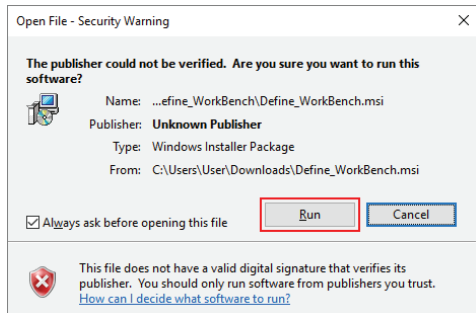 Open File - Security Warning
The publisher could not be verified.  Are you sure you want to run this
software?
Name: ...efine_WorkBench\Define_WorkBench.msi
Publisher: Unknown Publisher
Type: Windows Installer Package
From: C:\Users\User\Downloads\Define_WorkBench.msi
Run Cancel
Always ask before opening this file
This file does not have a valid digital signature that verifies its
publisher.  You should only run software from publishers you trust.
How can I decide what software to run?